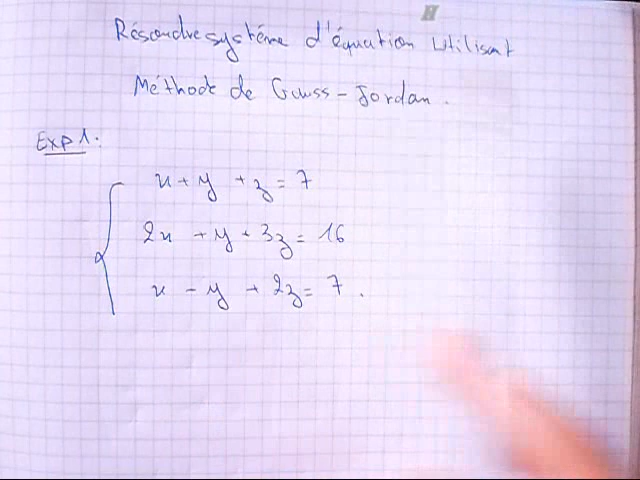 Résoudre système d'équation utilisant
Méthode de Gauss-Jordan.
Exp 1:
x + y + z = 7
2x + y + 3z = 16
x - y + 2z = 7.